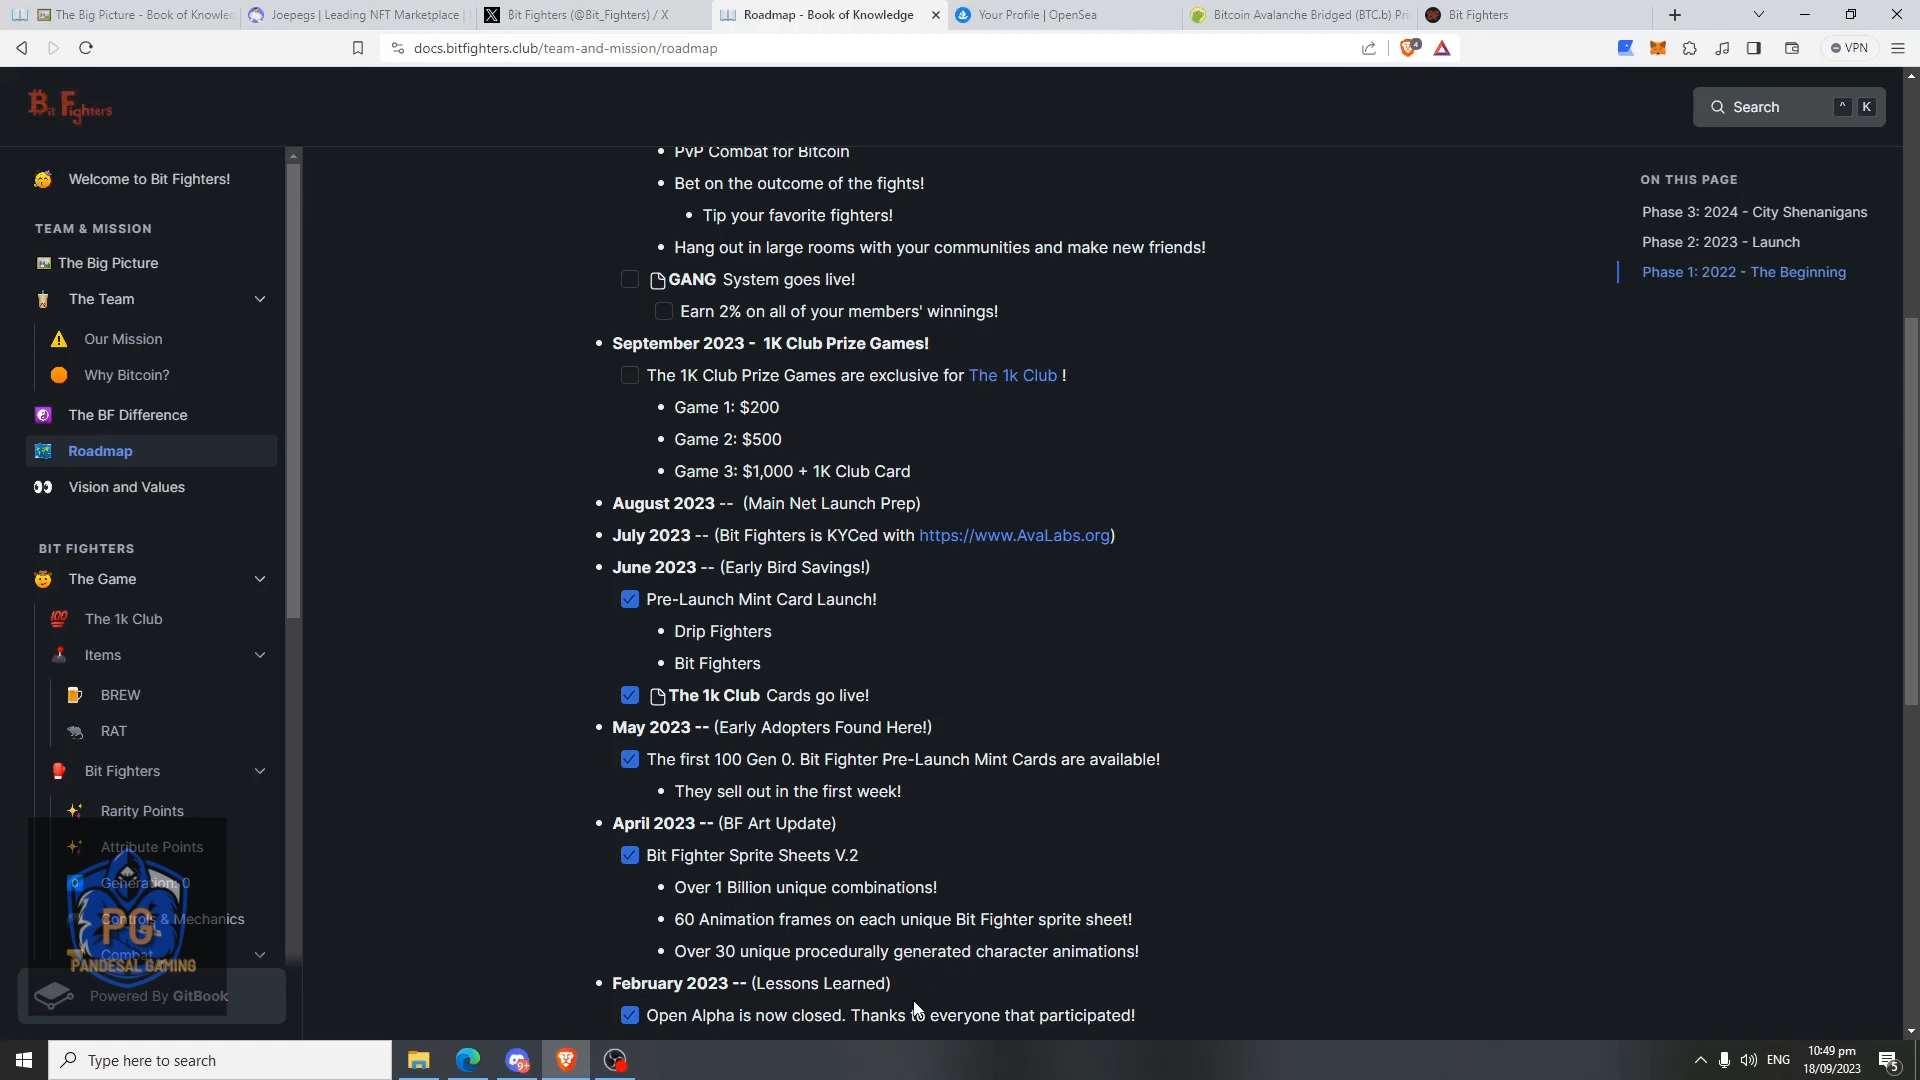 The Big Picture - Book of Knowled
Joepegs | Leading NFT Marketplace |
Bit Fighters (@Bit_Fighters) / X
Roadmap - Book of Knowledge
Your Profile | OpenSea
Bitcoin Avalanche Bridged (BTC.b) Pri
Bit Fighters
docs.bitfighters.club/team-and-mission/roadmap
4
VPN
Bit Fighters
Search
^ K
Welcome to Bit Fighters!
TEAM & MISSION
The Big Picture
The Team
Our Mission
Why Bitcoin?
The BF Difference
Roadmap
Vision and Values
BIT FIGHTERS
The Game
100 The 1k Club
Items
BREW
RAT
Bit Fighters
Rarity Points
Attribute Points
0 Generation: 0
Controls & Mechanics
Combat
PG
PANDESAL GAMING
Powered By GitBook
PvP Combat for Bitcoin
Bet on the outcome of the fights!
Tip your favorite fighters!
Hang out in large rooms with your communities and make new friends!
GANG System goes live!
Earn 2% on all of your members' winnings!
September 2023 - 1K Club Prize Games!
The 1K Club Prize Games are exclusive for The 1k Club !
Game 1: $200
Game 2: $500
Game 3: $1,000 + 1K Club Card
August 2023 -- (Main Net Launch Prep)
July 2023 -- (Bit Fighters is KYCed with https://www.AvaLabs.org)
June 2023 -- (Early Bird Savings!)
Pre-Launch Mint Card Launch!
Drip Fighters
Bit Fighters
The 1k Club Cards go live!
May 2023 -- (Early Adopters Found Here!)
The first 100 Gen 0. Bit Fighter Pre-Launch Mint Cards are available!
They sell out in the first week!
April 2023 -- (BF Art Update)
Bit Fighter Sprite Sheets V.2
Over 1 Billion unique combinations!
60 Animation frames on each unique Bit Fighter sprite sheet!
Over 30 unique procedurally generated character animations!
February 2023 -- (Lessons Learned)
Open Alpha is now closed. Thanks to everyone that participated!
ON THIS PAGE
Phase 3: 2024 - City Shenanigans
Phase 2: 2023 - Launch
Phase 1: 2022 - The Beginning
Type here to search
9+
ENG
10:49 pm
18/09/2023
5